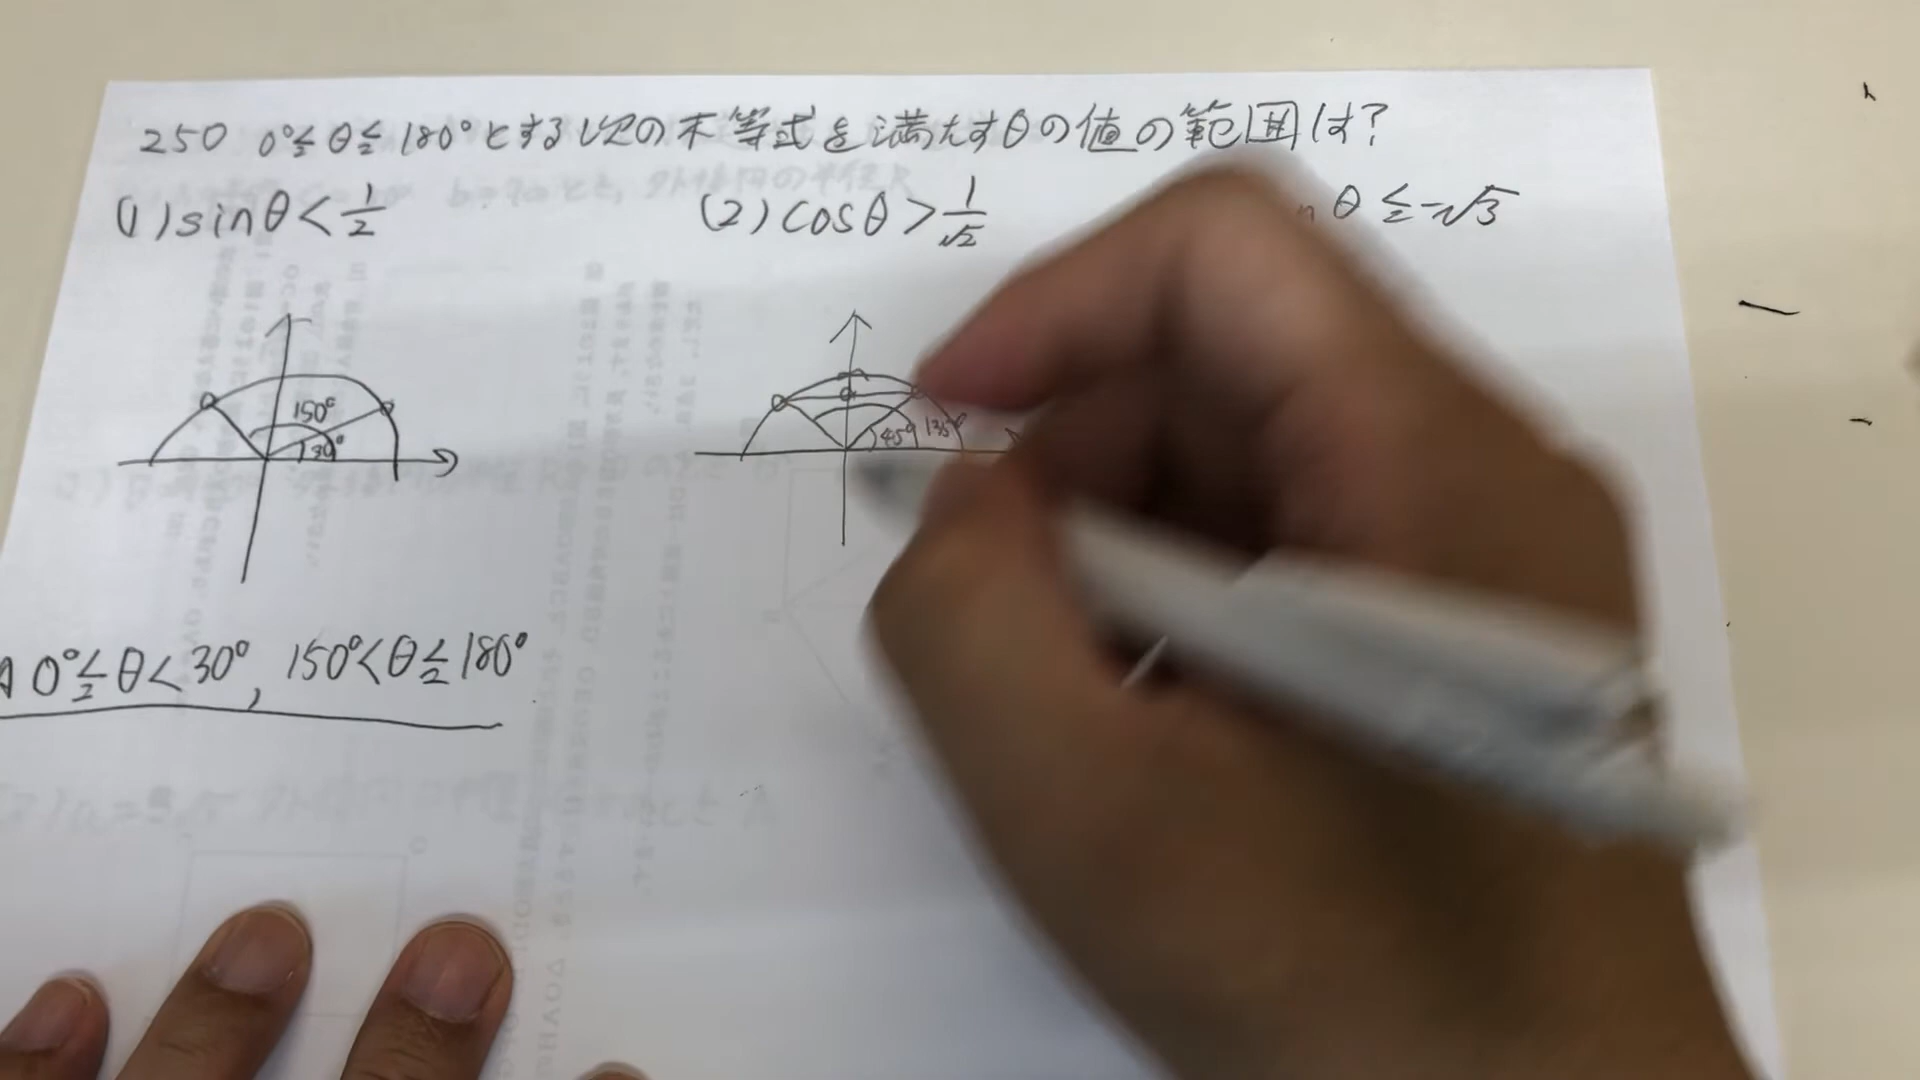 250 0°≦θ≦180°とする次の不等式を満たすθの値の範囲は?
(1) sinθ<1/2
(2) cosθ>1/√2
n θ≦-√3
150°
30°
45° 135°
A 0°≦θ<30°, 150°<θ≦180°